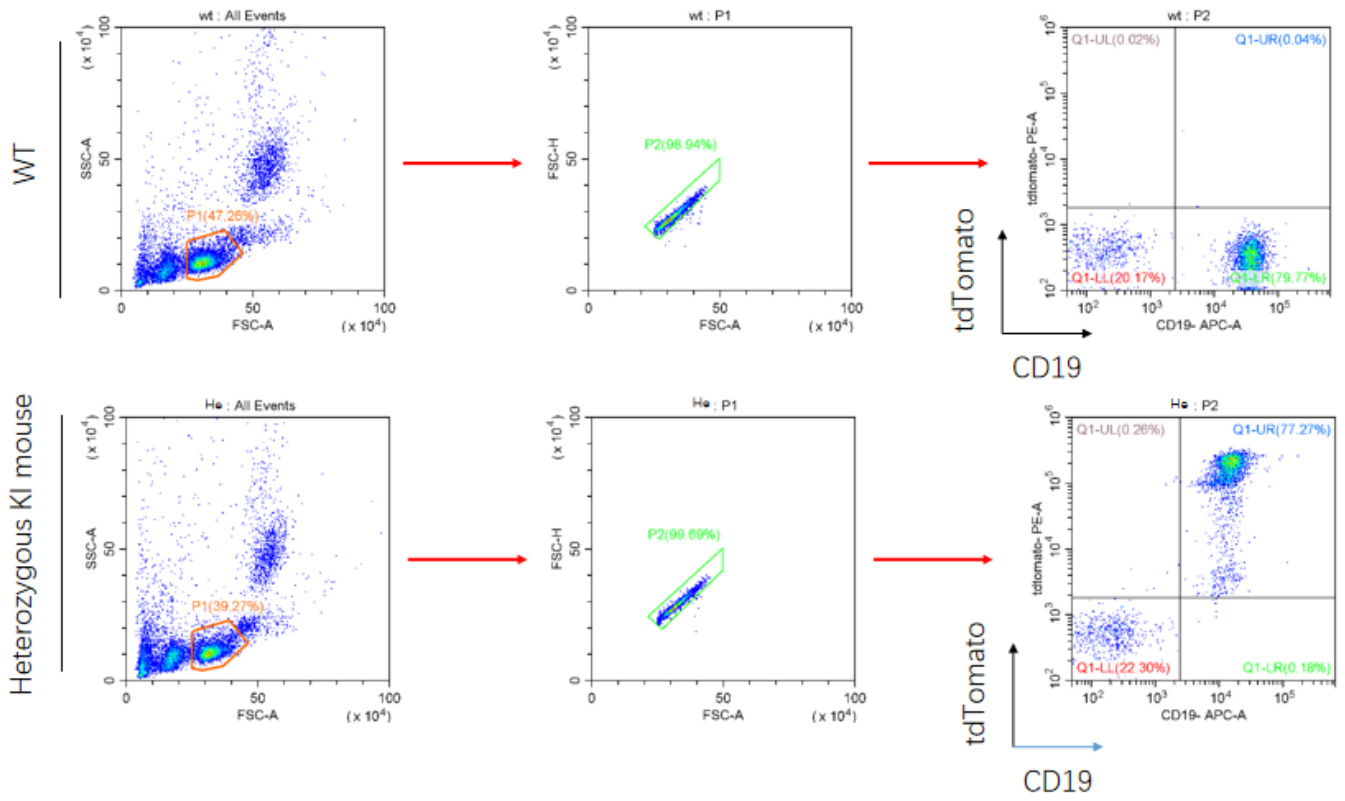 WT
wt : All Events
(x 10⁴)
100
SSC-A
50
P1(47.26%)
0
0
50
100
FSC-A
(x 10⁴)
wt : P1
(x 10⁴)
100
FSC-H
P2(98.94%)
50
0
0
50
100
FSC-A
(x 10⁴)
wt : P2
Q1-UL(0.02%)
Q1-UR(0.04%)
10⁶
10⁵
tdtomato- PE-A
10⁴
10³
10²
Q1-LL(20.17%)
Q1-LR(79.77%)
10²
10³
10⁴
10⁵
CD19- APC-A
tdTomato
CD19
Heterozygous KI mouse
He : All Events
(x 10⁴)
100
SSC-A
50
P1(39.27%)
0
0
50
100
FSC-A
(x 10⁴)
He : P1
(x 10⁴)
100
FSC-H
P2(99.69%)
50
0
0
50
100
FSC-A
(x 10⁴)
He : P2
Q1-UL(0.26%)
Q1-UR(77.27%)
10⁶
10⁵
tdtomato- PE-A
10⁴
10³
10²
Q1-LL(22.30%)
Q1-LR(0.18%)
10²
10³
10⁴
10⁵
CD19- APC-A
tdTomato
CD19